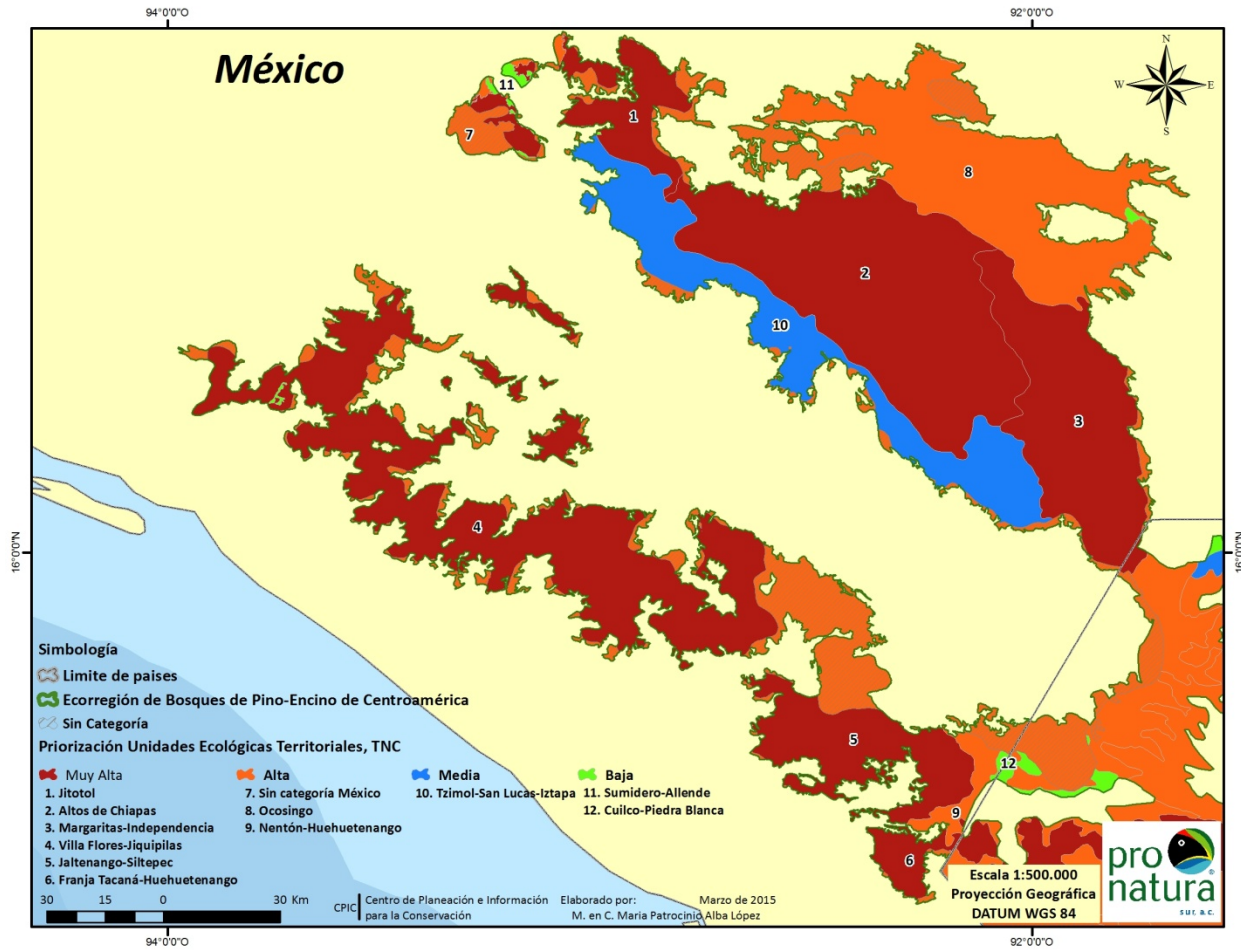 94°0'0"O 92°0'0"O
México
N
W E
S
11
1
7
8
2
10
3
4
16°0'0"N 16°0'0"N
5
12
9
6
Simbología
Limite de paises
Ecorregión de Bosques de Pino-Encino de Centroamérica
Sin Categoría
Priorización Unidades Ecológicas Territoriales, TNC
Muy Alta
1. Jitotol
2. Altos de Chiapas
3. Margaritas-Independencia
4. Villa Flores-Jiquipilas
5. Jaltenango-Siltepec
6. Franja Tacaná-Huehuetenango
Alta
7. Sin categoría México
8. Ocosingo
9. Nentón-Huehuetenango
Media
10. Tzimol-San Lucas-Iztapa
Baja
11. Sumidero-Allende
12. Cuilco-Piedra Blanca
30 15 0 30 Km
CPIC
Centro de Planeación e Información
para la Conservación
Elaborado por: Marzo de 2015
M. en C. Maria Patrocinio Alba López
Escala 1:500.000
Proyección Geográfica
DATUM WGS 84
pro
natura®
sur, a.c.
94°0'0"O 92°0'0"O